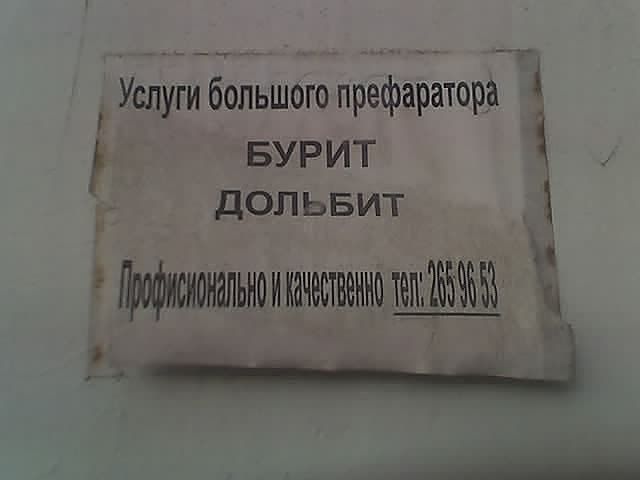 Услуги большого префаратора
БУРИТ
ДОЛЬБИТ
Профисионально и качественно тел: 265 96 53